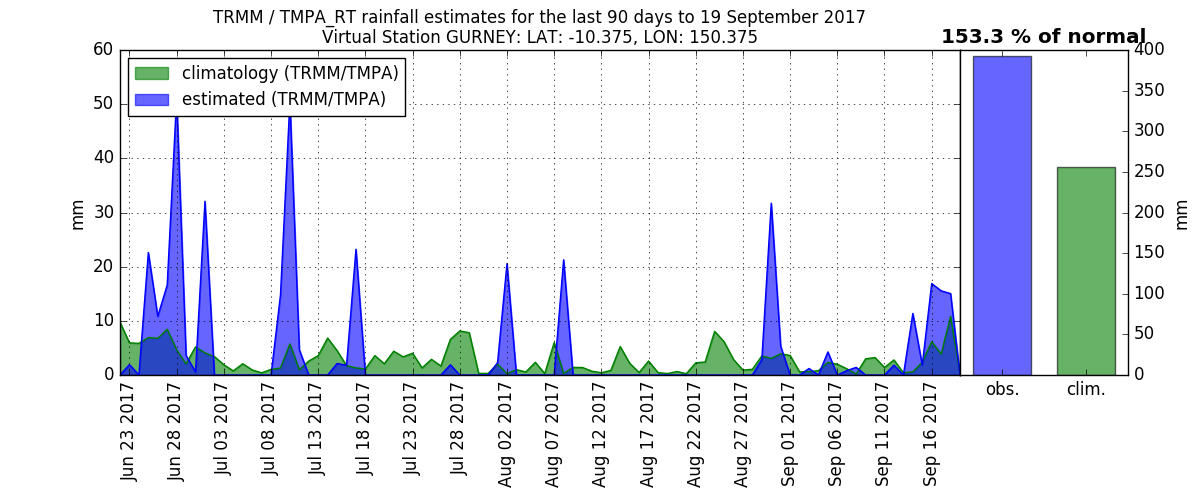 TRMM / TMPA_RT rainfall estimates for the last 90 days to 19 September 2017
Virtual Station GURNEY: LAT: -10.375, LON: 150.375
153.3 % of normal
climatology (TRMM/TMPA)
estimated (TRMM/TMPA)
mm
60
50
40
30
20
10
0
400
350
300
250
200
150
100
50
0
mm
Jun 23 2017
Jun 28 2017
Jul 03 2017
Jul 08 2017
Jul 13 2017
Jul 18 2017
Jul 23 2017
Jul 28 2017
Aug 02 2017
Aug 07 2017
Aug 12 2017
Aug 17 2017
Aug 22 2017
Aug 27 2017
Sep 01 2017
Sep 06 2017
Sep 11 2017
Sep 16 2017
obs.
clim.